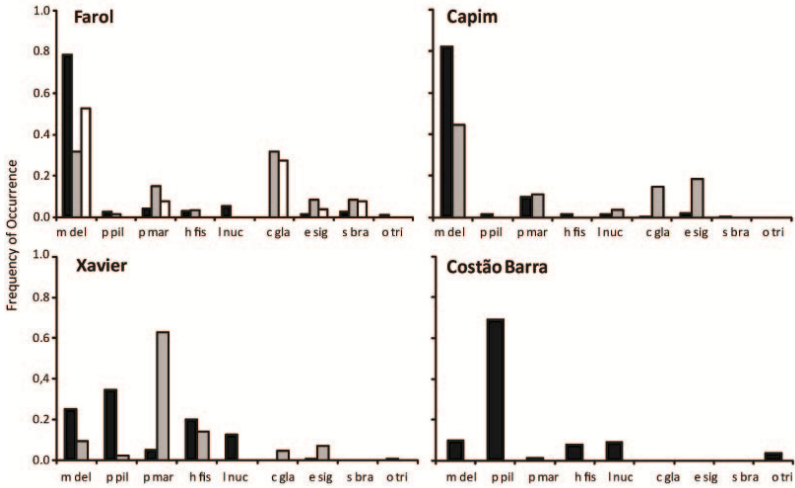 Farol
Capim
1.0
0.8
0.6
0.4
0.2
0.0
m del p pil p mar h fis l nuc c gla e sig s bra o tri
m del p pil p mar h fis l nuc c gla e sig s bra o tri
Frequency of Occurrence
Xavier
Costão Barra
1.0
0.8
0.6
0,4
0.2
0.0
m del p pil p mar h fis l nuc c gla e sig s bra o tri
m del p pil p mar h fis l nuc c gla e sig s bra o tri